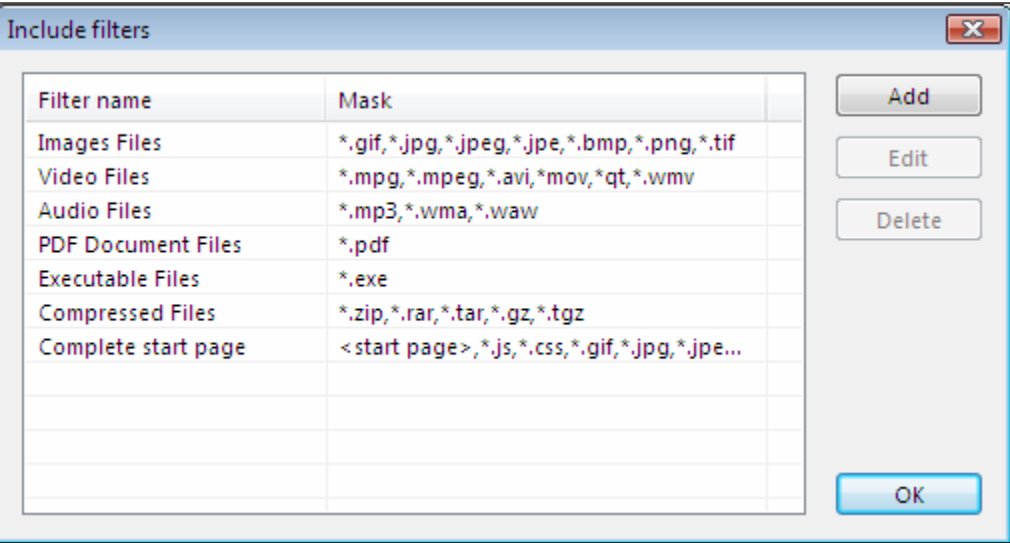 Include filters
Filter name Mask Add
Images Files *.gif,*.jpg,*.jpeg,*.jpe,*.bmp,*.png,*.tif
Edit
Video Files *.mpg,*.mpeg,*.avi,*mov,*qt,*.wmv
Audio Files *.mp3,*.wma,*.waw
Delete
PDF Document Files *.pdf
Executable Files *.exe
Compressed Files *.zip,*.rar,*.tar,*.gz,*.tgz
Complete start page <start page>,*.js,*.css,*.gif,*.jpg,*.jpe...
OK